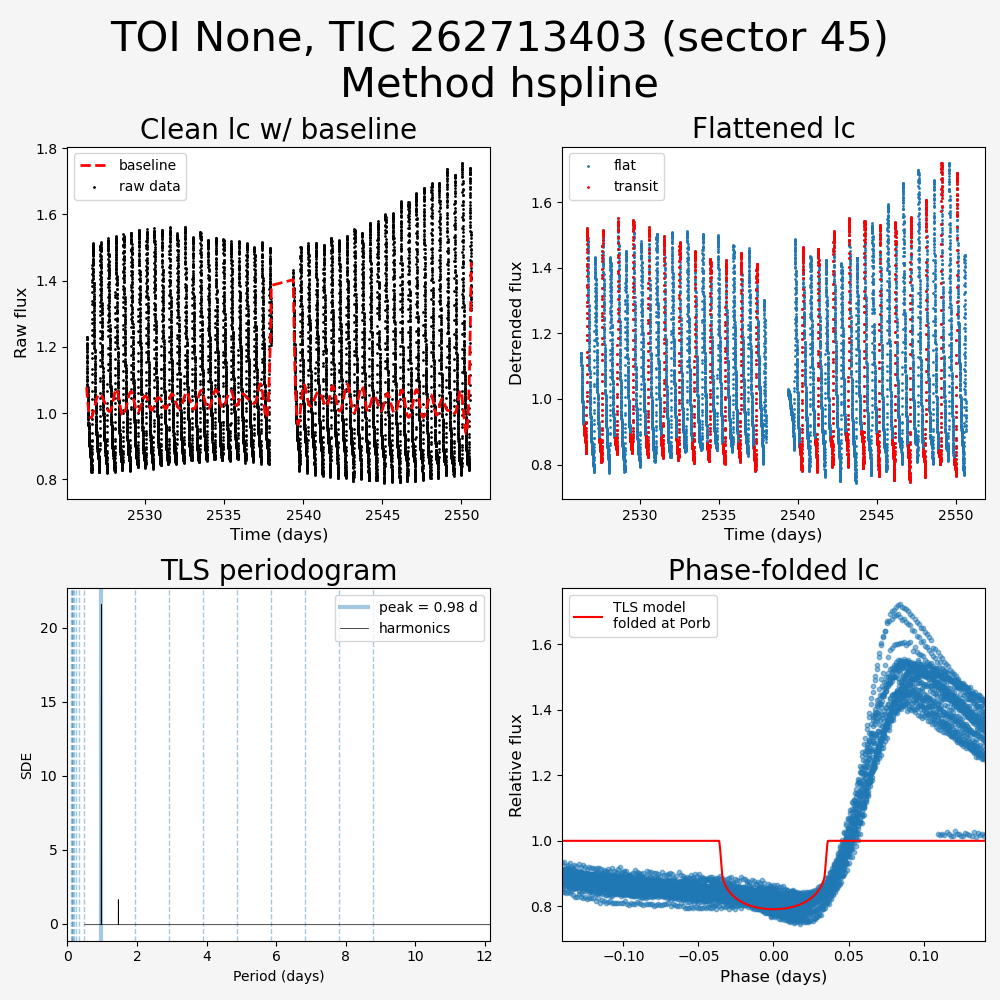 TOI None, TIC 262713403 (sector 45)
Method hspline
Clean lc w/ baseline
Flattened lc
1.8
1.6
1.4
1.2
1.0
0.8
Raw flux
baseline
raw data
2530
2535
2540
2545
2550
Time (days)
1.6
1.4
1.2
1.0
0.8
Detrended flux
flat
transit
2530
2535
2540
2545
2550
Time (days)
TLS periodogram
Phase-folded lc
20
15
10
5
0
SDE
peak = 0.98 d
harmonics
0
2
4
6
8
10
12
Period (days)
1.6
1.4
1.2
1.0
0.8
Relative flux
TLS model
folded at Porb
−0.10
−0.05
0.00
0.05
0.10
Phase (days)